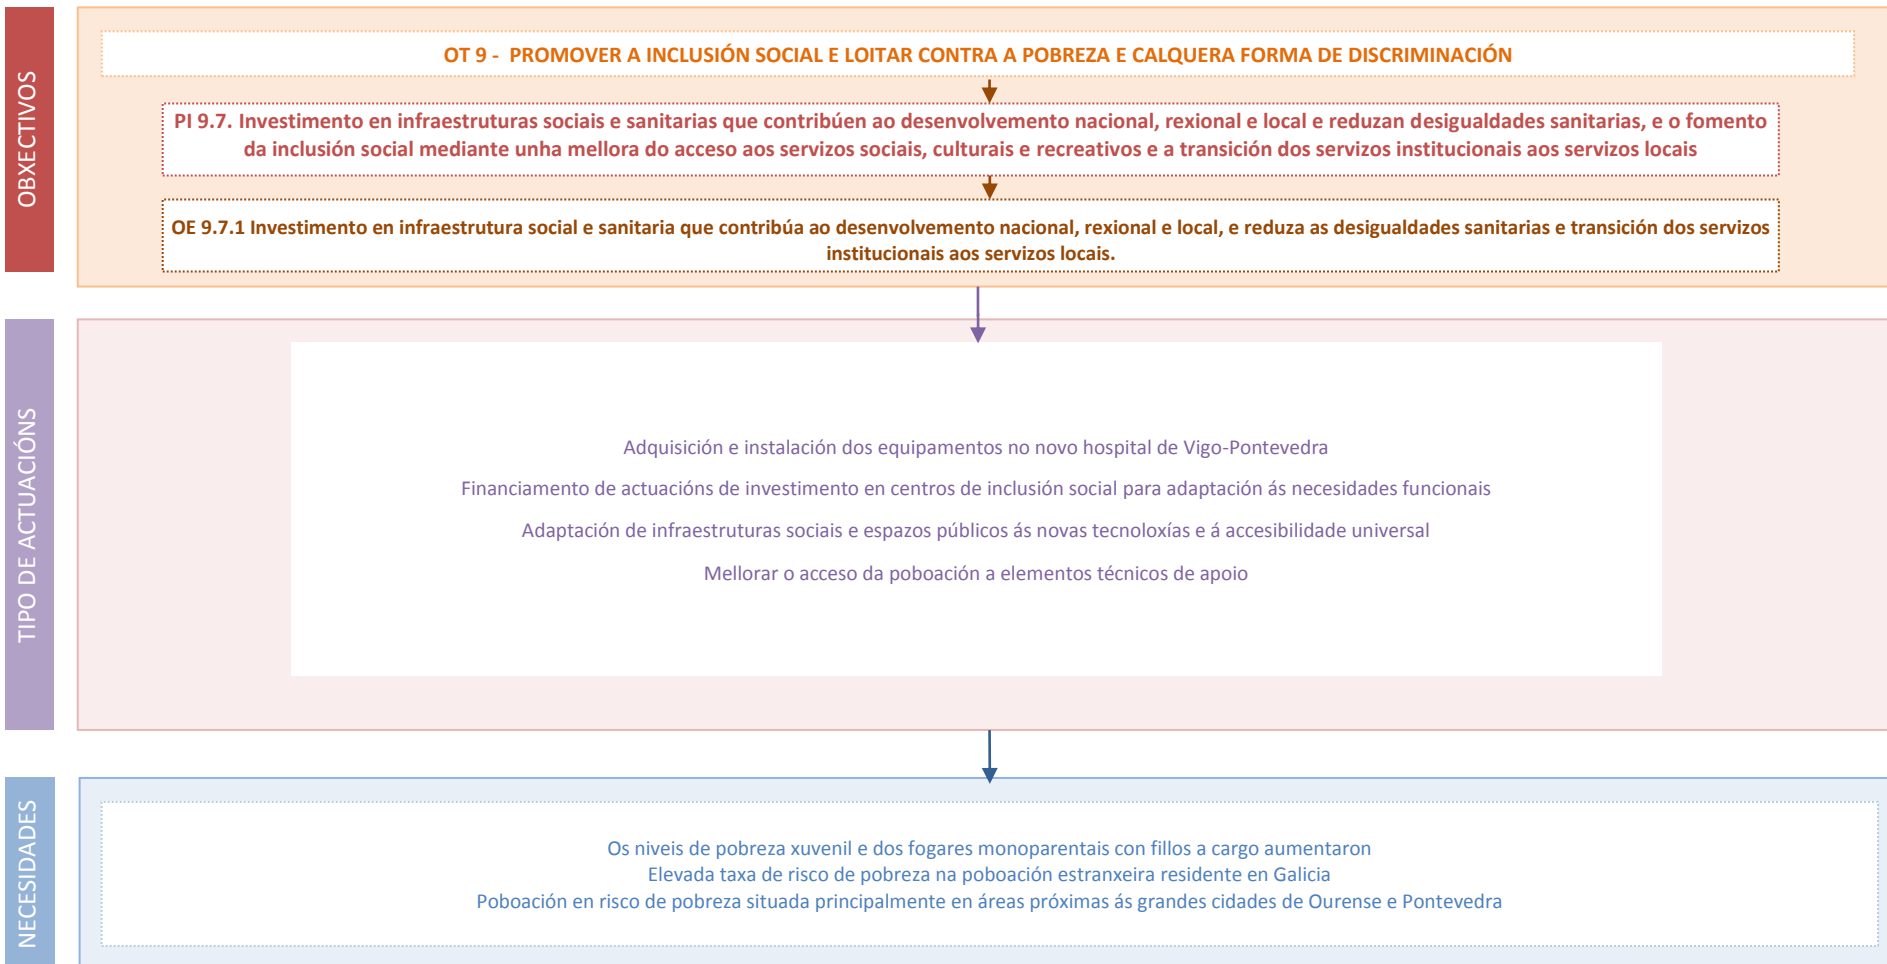 OBXECTIVOS
OT 9 - PROMOVER A INCLUSIÓN SOCIAL E LOITAR CONTRA A POBREZA E CALQUERA FORMA DE DISCRIMINACIÓN
PI 9.7. Investimento en infraestruturas sociais e sanitarias que contribúen ao desenvolvemento nacional, rexional e local e reduzan desigualdades sanitarias, e o fomento
da inclusión social mediante unha mellora do acceso aos servizos sociais, culturais e recreativos e a transición dos servizos institucionais aos servizos locais
OE 9.7.1 Investimento en infraestrutura social e sanitaria que contribúa ao desenvolvemento nacional, rexional e local, e reduza as desigualdades sanitarias e transición dos servizos
institucionais aos servizos locais.
TIPO DE ACTUACIÓNS
Adquisición e instalación dos equipamentos no novo hospital de Vigo-Pontevedra
Financiamento de actuacións de investimento en centros de inclusión social para adaptación ás necesidades funcionais
Adaptación de infraestruturas sociais e espazos públicos ás novas tecnoloxías e á accesibilidade universal
Mellorar o acceso da poboación a elementos técnicos de apoio
NECESIDADES
Os niveis de pobreza xuvenil e dos fogares monoparentais con fillos a cargo aumentaron
Elevada taxa de risco de pobreza na poboación estranxeira residente en Galicia
Poboación en risco de pobreza situada principalmente en áreas próximas ás grandes cidades de Ourense e Pontevedra